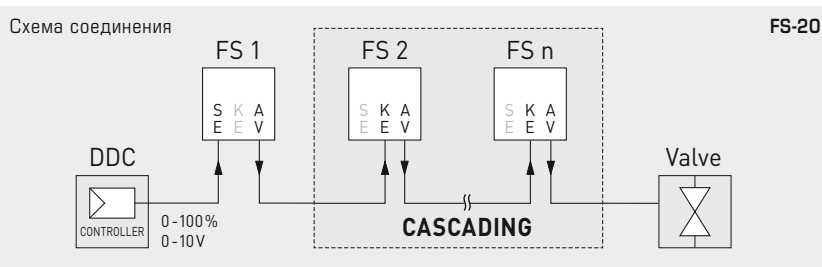 Схема соединения
FS-20
FS 1
FS 2
FS n
S K A
E E V
S K A
E E V
S K A
E E V
DDC
CONTROLLER
0-100%
0-10V
CASCADING
Valve